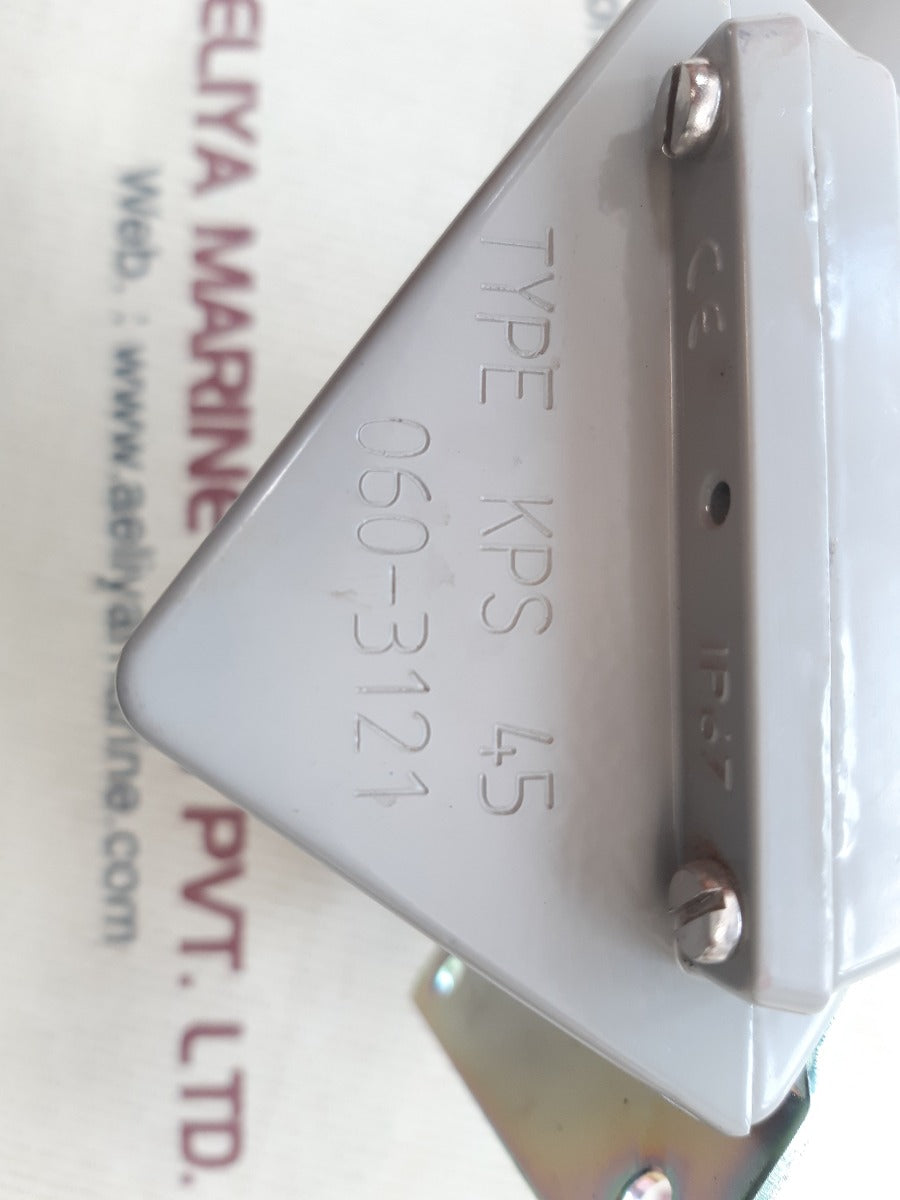 TYPE KPS 45
060-3121
CE
IP67
AELIYA MARINE PVT. LTD.
Web. : www.aeliyamarine.com